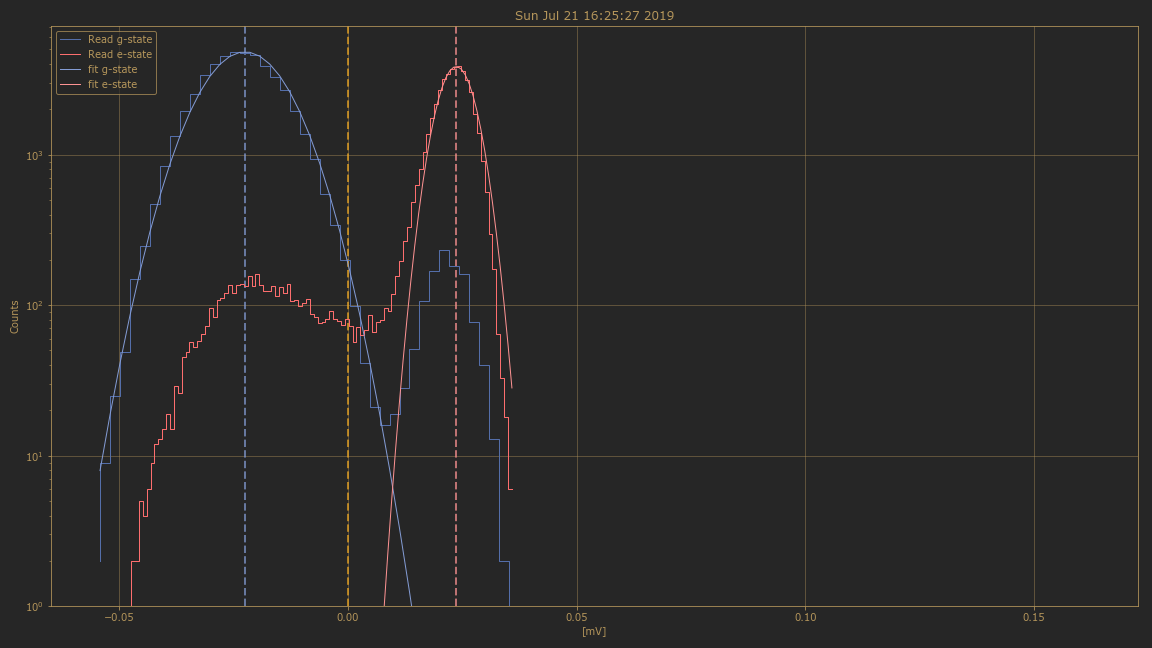 Sun Jul 21 16:25:27 2019
Read g-state
Read e-state
fit g-state
fit e-state
10³
10²
10¹
10⁰
Counts
−0.05
0.00
0.05
0.10
0.15
[mV]